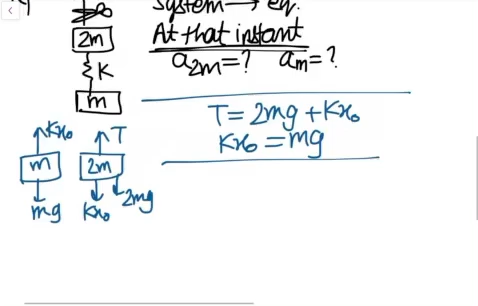 system → eq.
2m
At that instant
K
a2m=? am=?
m
T = 2mg + Kx₀
Kx₀ = mg
Kx₀
T
m
2m
mg
Kx₀
2mg